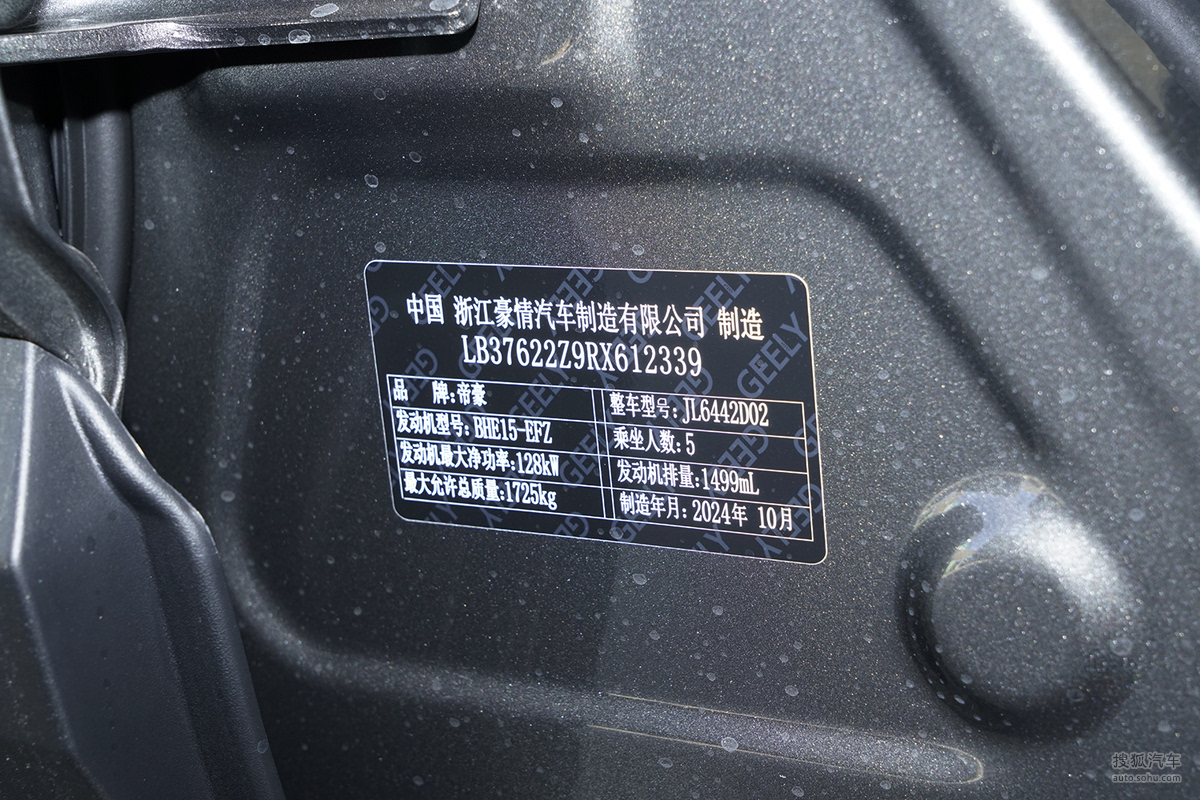 中国 浙江豪情汽车制造有限公司 制造
LB37622Z9RX612339
品 牌:帝豪 整车型号:JL6442D02
发动机型号:BHE15-EFZ 乘坐人数:5
发动机最大净功率:128kW 发动机排量:1499mL
最大允许总质量:1725kg 制造年月:2024年 10月
GEELY
搜狐汽车
auto.sohu.com